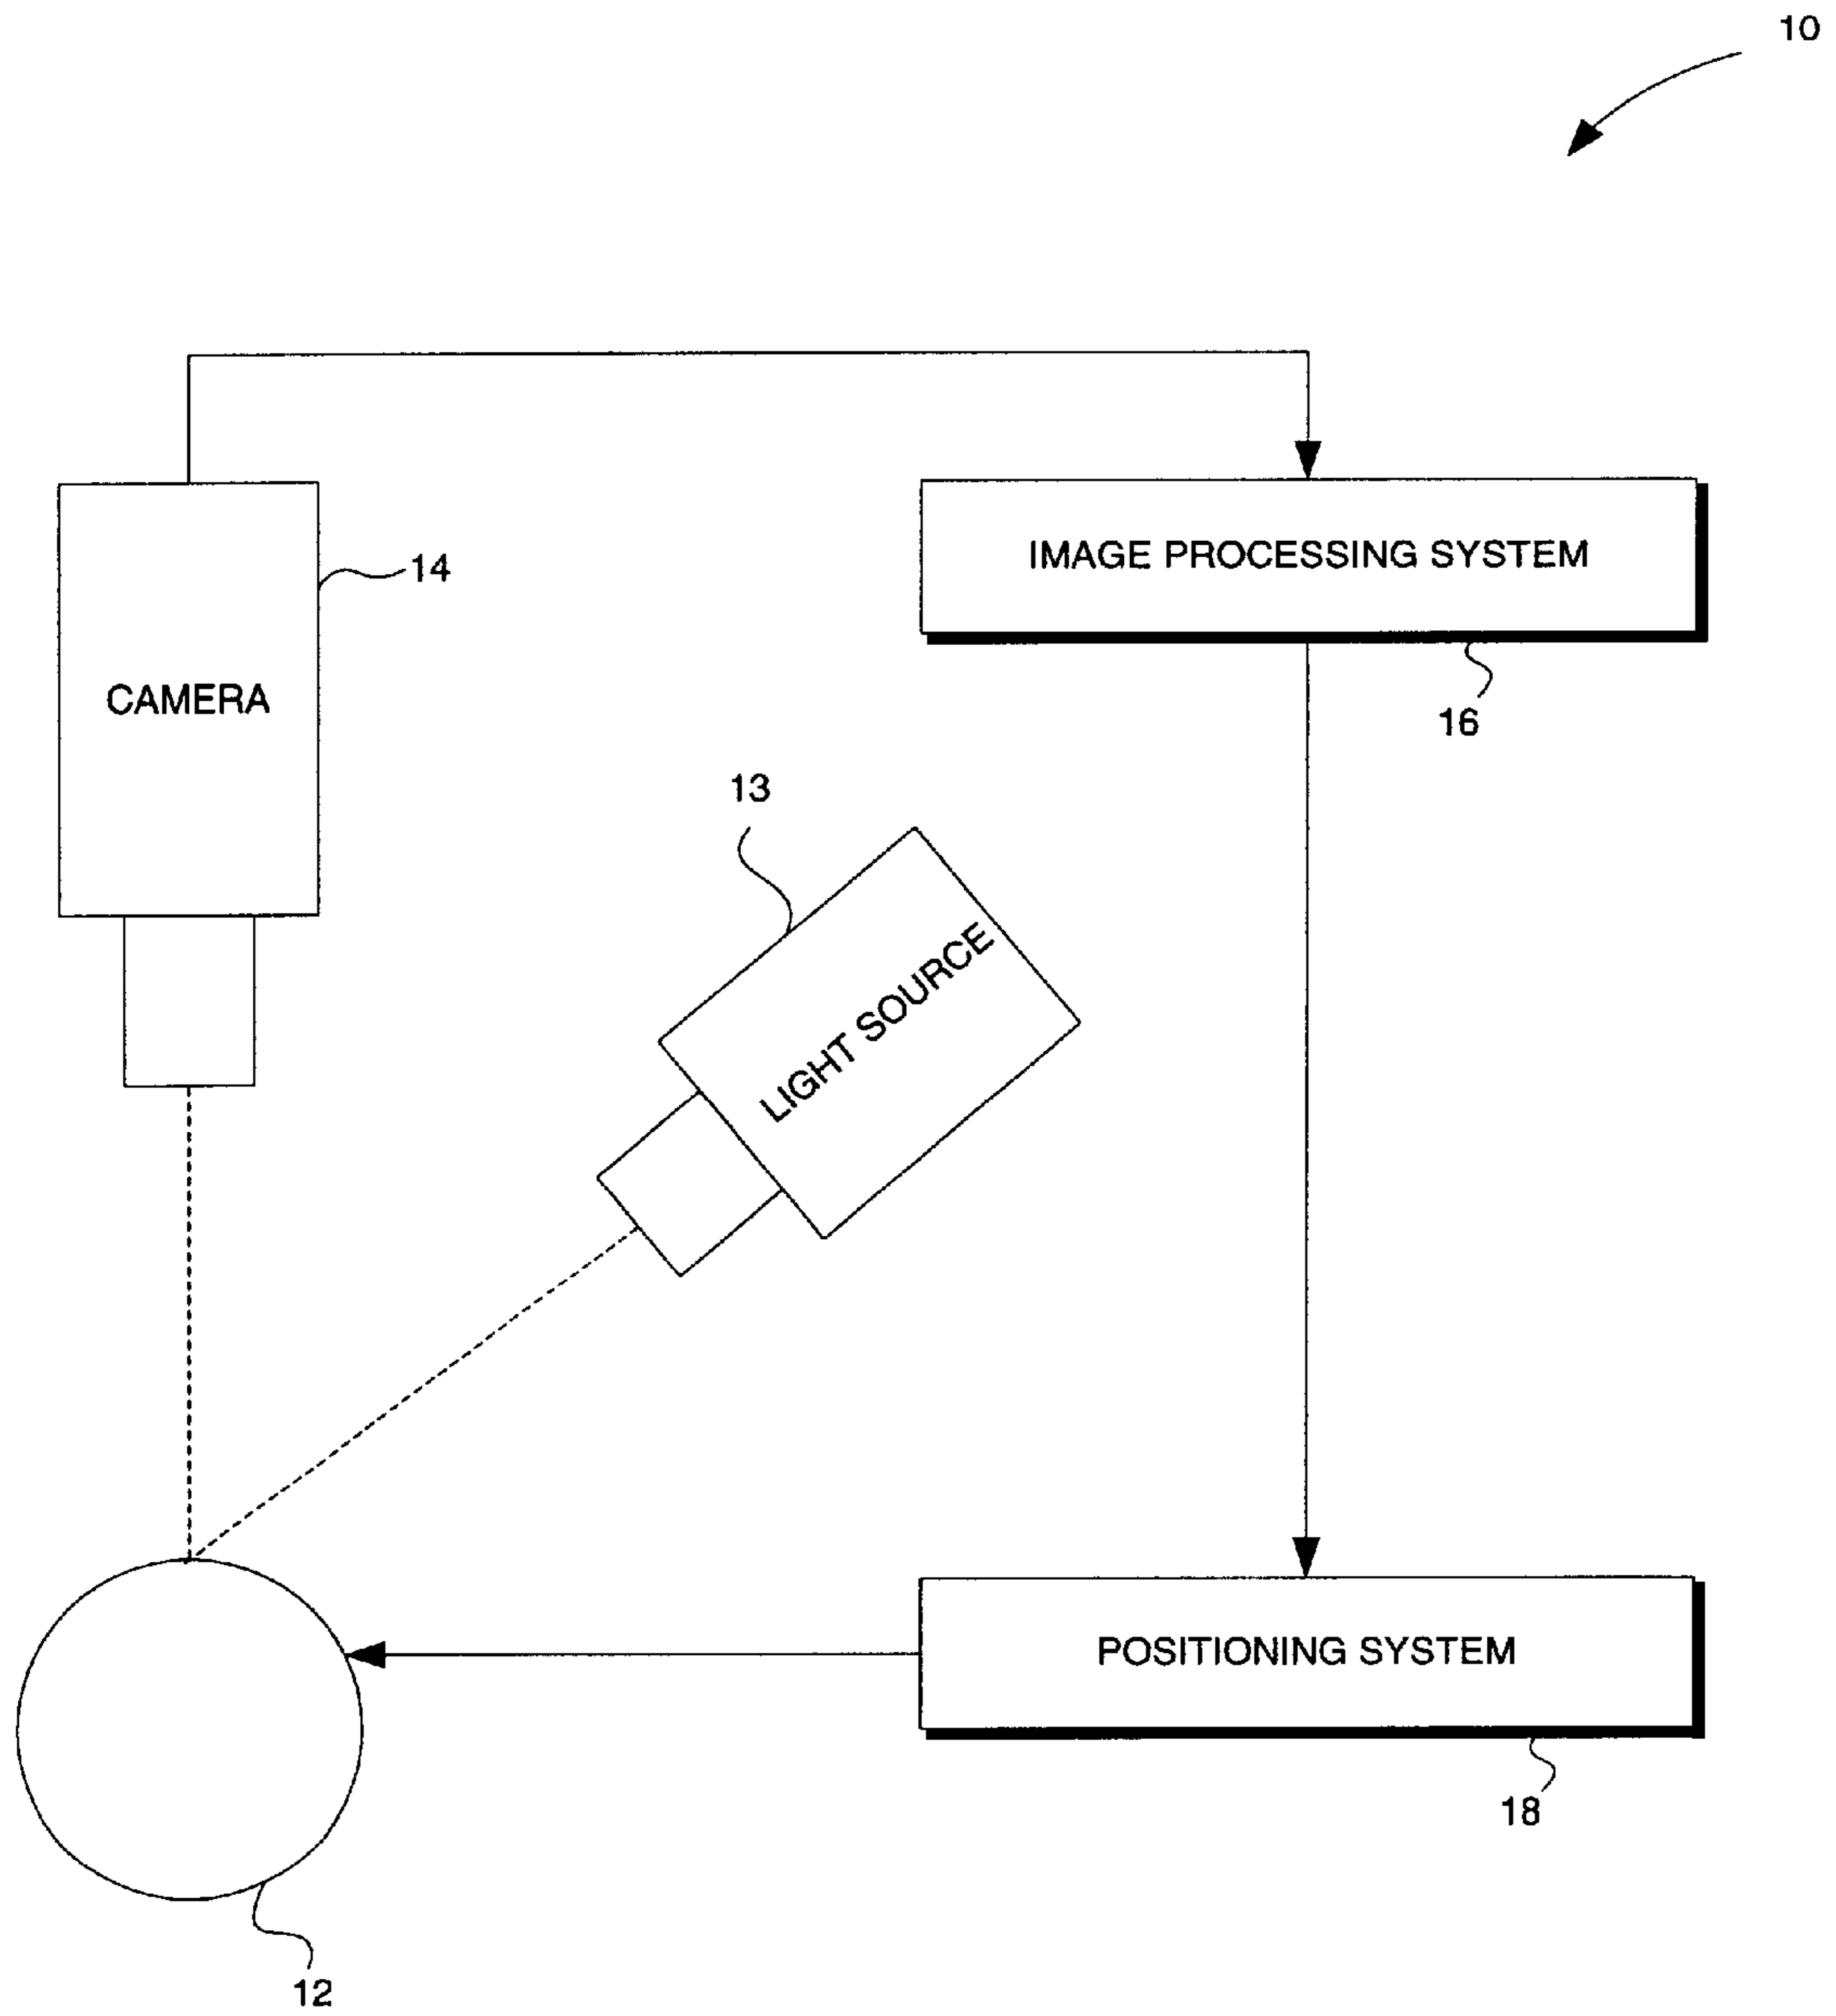 10
IMAGE PROCESSING SYSTEM
14
CAMERA
16
13
LIGHT SOURCE
POSITIONING SYSTEM
18
12